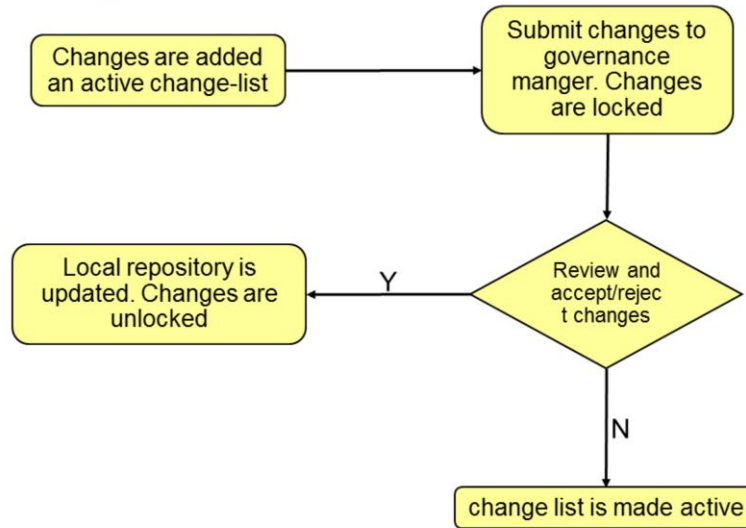 Changes are added
an active change-list
Submit changes to
governance
manger. Changes
are locked
Local repository is
updated. Changes are
unlocked
Y
Review and
accept/rejec
t changes
N
change list is made active